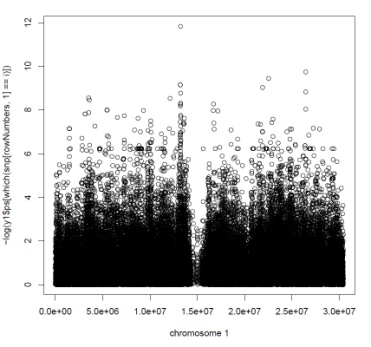 12
10
8
6
4
2
0
−log(y1$ps[which(snp[rowNumbers, 1] == i)])
0.0e+00 5.0e+06 1.0e+07 1.5e+07 2.0e+07 2.5e+07 3.0e+07
chromosome 1